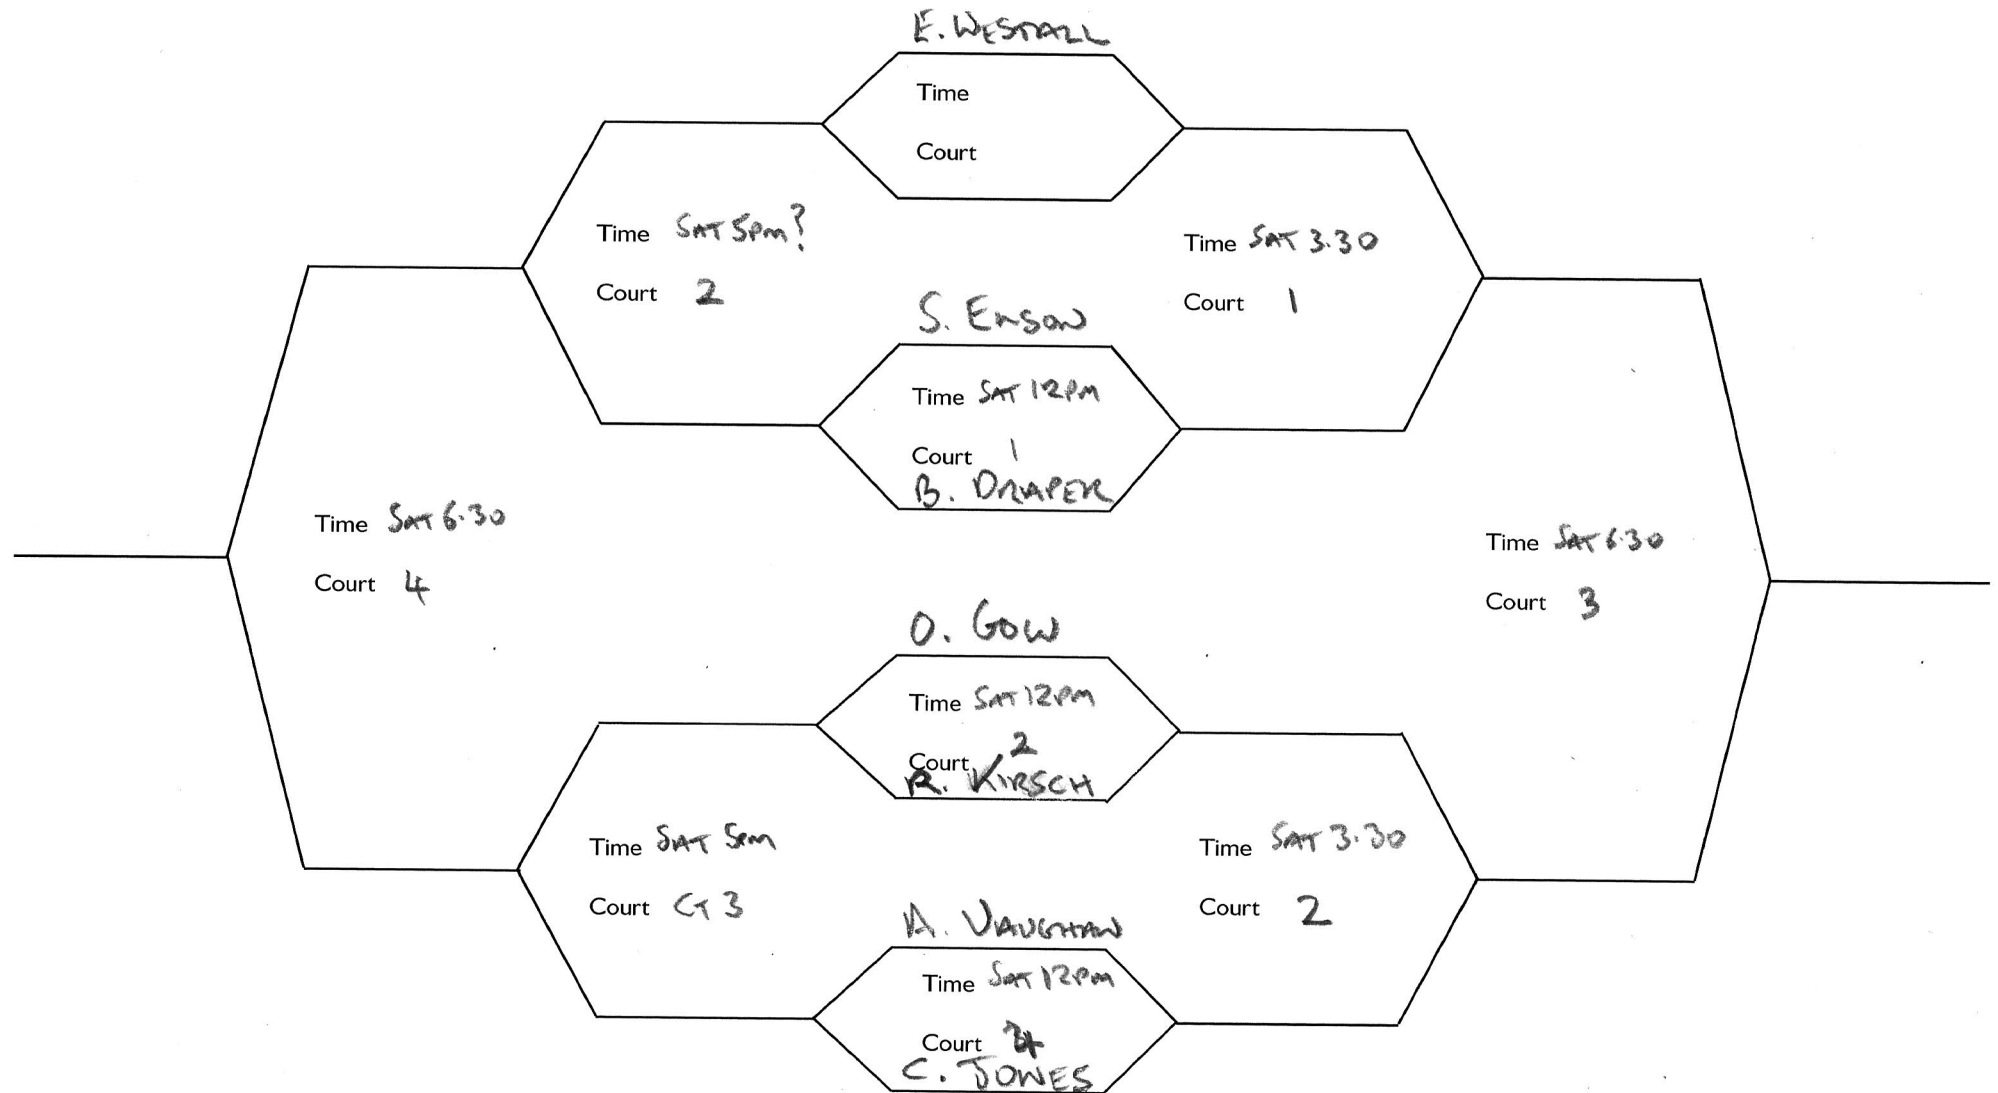 E. WESTALL
Time
Court
Time SAT 5pm?
Court 2
Time SAT 3.30
Court 1
S. EASON
Time SAT 12PM
Court 1
B. DRAPER
Time SAT 6.30
Court 4
Time SAT 6.30
Court 3
O. GOW
Time SAT 12PM
Court 2
R. KIRSCH
Time SAT 5pm
Court CT 3
Time SAT 3.30
Court 2
A. VAUGHAN
Time SAT 12PM
Court
C. JONES